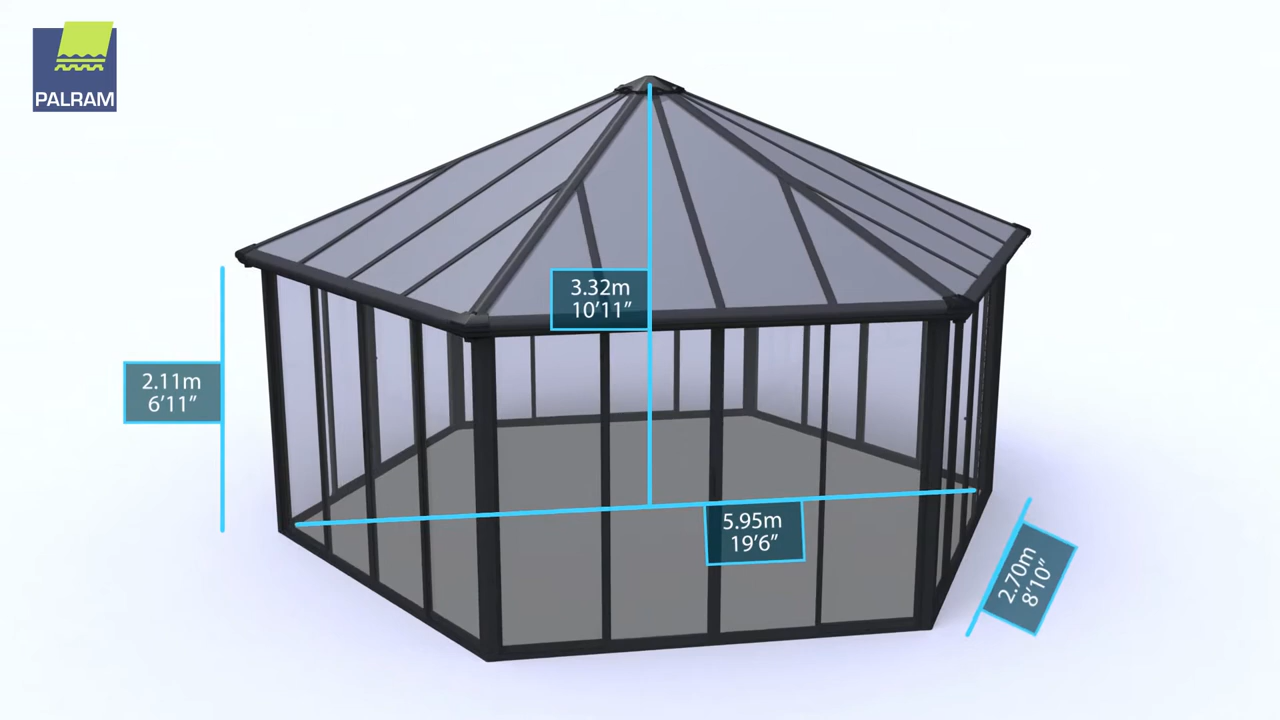 PALRAM
3.32m
10’11”
2.11m
6’11”
5.95m
19’6”
2.70m
8’10”